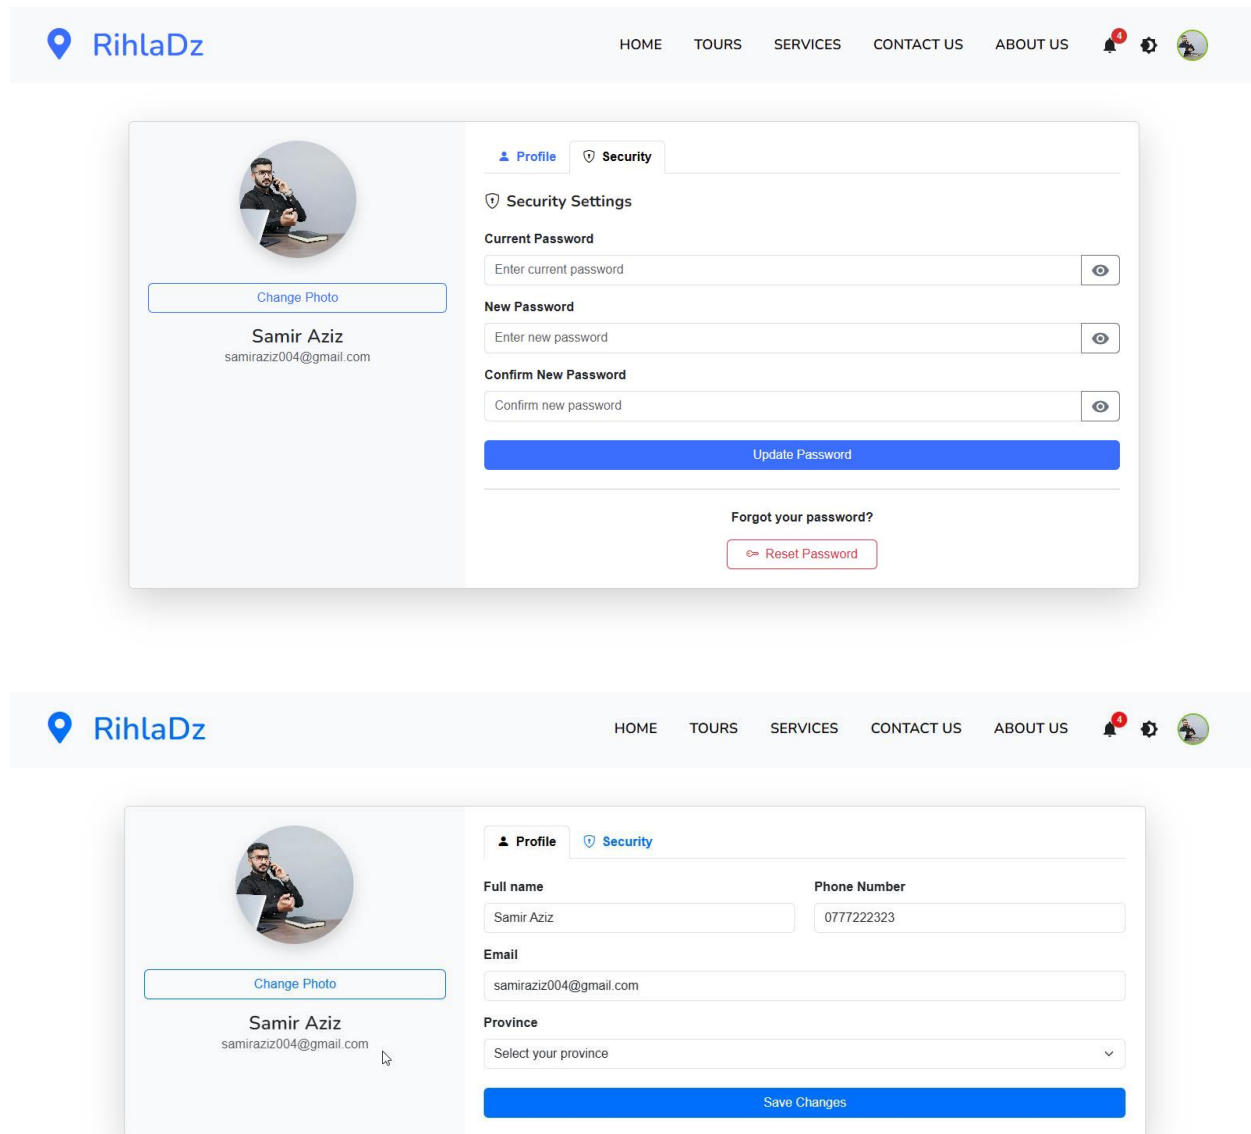 RihlaDz
HOME TOURS SERVICES CONTACT US ABOUT US 4
Profile Security
Security Settings
Current Password
Enter current password
Change Photo
New Password
Samir Aziz
Enter new password
samiraziz004@gmail.com
Confirm New Password
Confirm new password
Update Password
Forgot your password?
Reset Password
RihlaDz
HOME TOURS SERVICES CONTACT US ABOUT US 4
Profile Security
Full name Phone Number
Samir Aziz 0777222323
Email
Change Photo
samiraziz004@gmail.com
Samir Aziz
Province
samiraziz004@gmail.com
Select your province
Save Changes